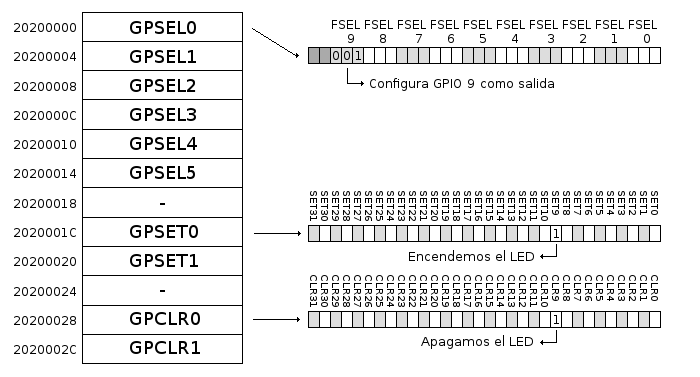 20200000 GPSEL0
20200004 GPSEL1
20200008 GPSEL2
2020000C GPSEL3
20200010 GPSEL4
20200014 GPSEL5
20200018 -
2020001C GPSET0
20200020 GPSET1
20200024 -
20200028 GPCLR0
2020002C GPCLR1
FSEL FSEL FSEL FSEL FSEL FSEL FSEL FSEL FSEL FSEL
9 8 7 6 5 4 3 2 1 0
0 0 1
Configura GPIO 9 como salida
SET31 SET30 SET29 SET28 SET27 SET26 SET25 SET24 SET23 SET22 SET21 SET20 SET19 SET18 SET17 SET16 SET15 SET14 SET13 SET12 SET11 SET10 SET9 SET8 SET7 SET6 SET5 SET4 SET3 SET2 SET1 SET0
1
Encendemos el LED
CLR31 CLR30 CLR29 CLR28 CLR27 CLR26 CLR25 CLR24 CLR23 CLR22 CLR21 CLR20 CLR19 CLR18 CLR17 CLR16 CLR15 CLR14 CLR13 CLR12 CLR11 CLR10 CLR9 CLR8 CLR7 CLR6 CLR5 CLR4 CLR3 CLR2 CLR1 CLR0
1
Apagamos el LED